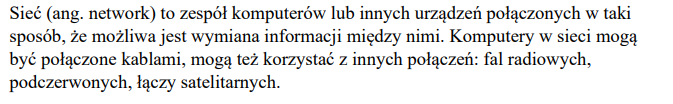 Sieć (ang. network) to zespół komputerów lub innych urządzeń połączonych w taki
sposób, że możliwa jest wymiana informacji między nimi. Komputery w sieci mogą
być połączone kablami, mogą też korzystać z innych połączeń: fal radiowych,
podczerwonych, łączy satelitarnych.